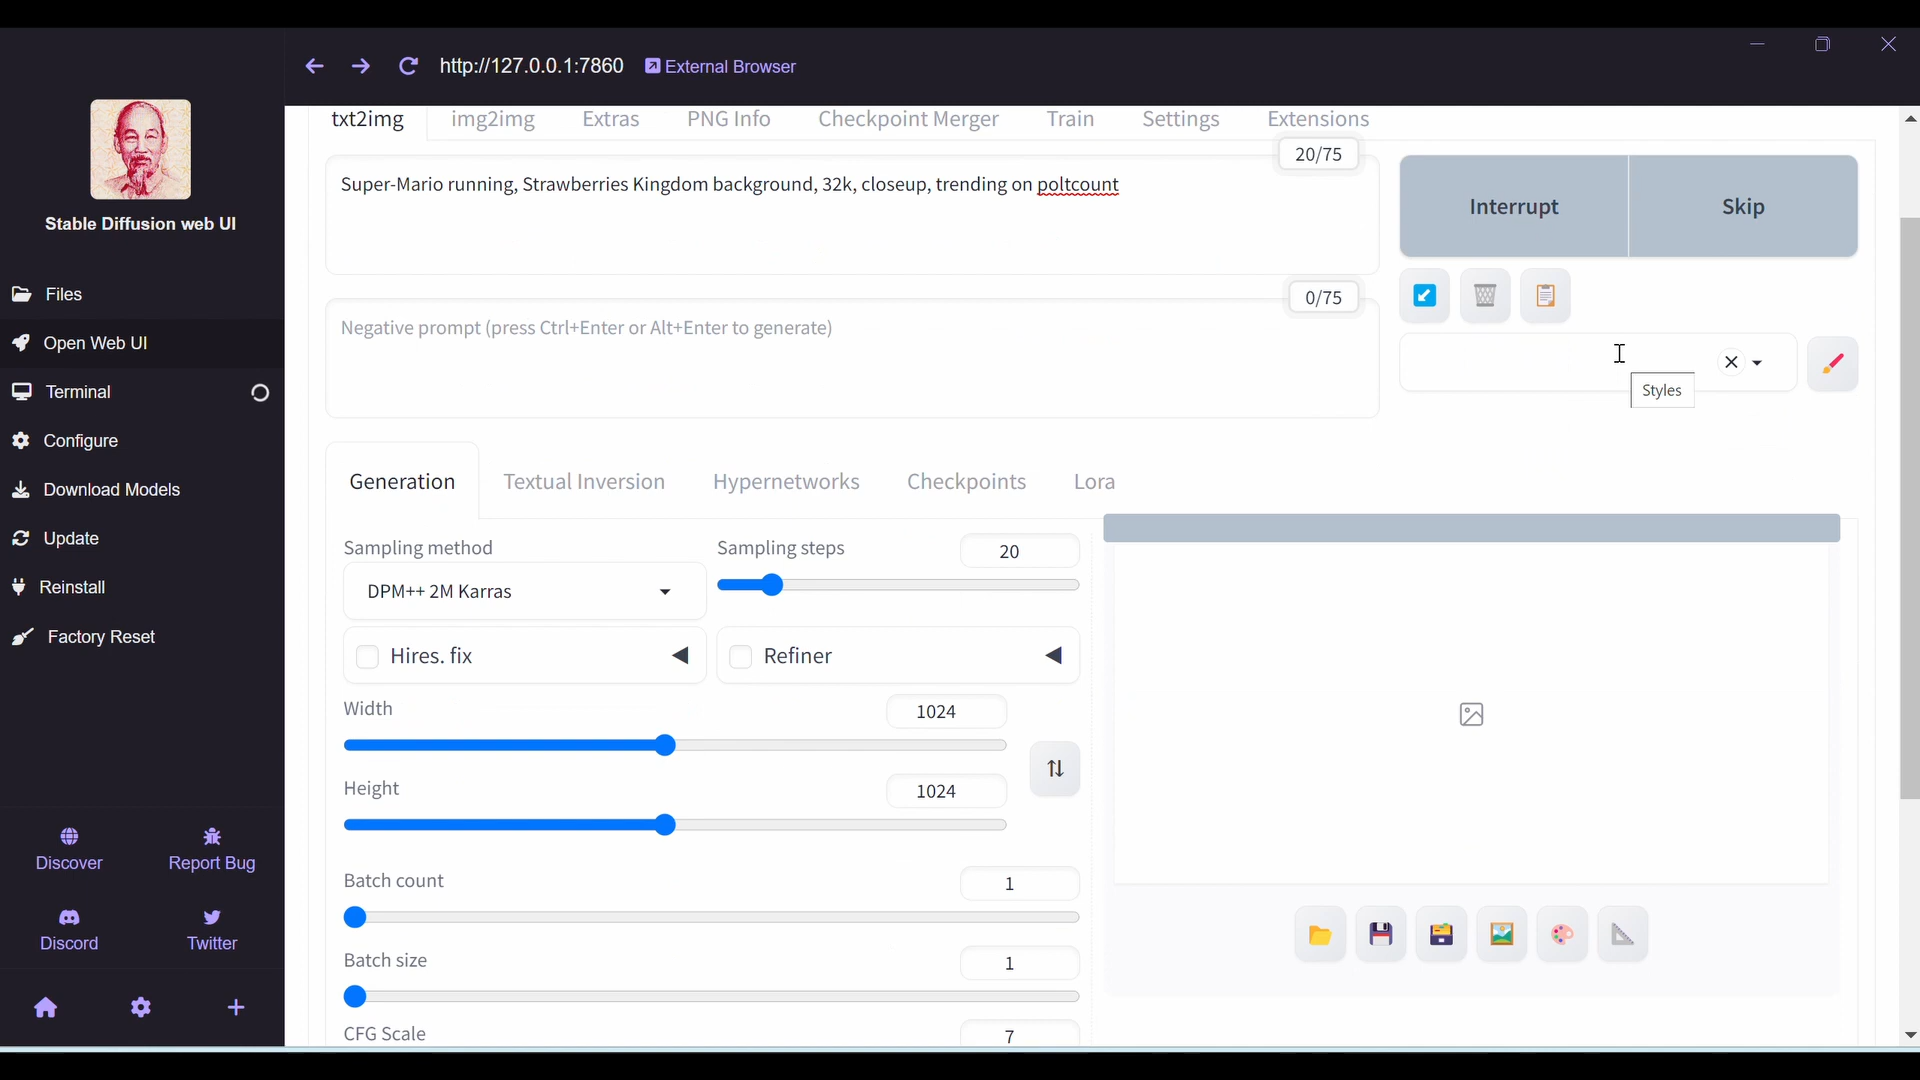 http://127.0.0.1:7860 External Browser
Stable Diffusion web UI
Files
Open Web UI
Terminal
Configure
Download Models
Update
Reinstall
Factory Reset
Discover Report Bug
Discord Twitter
txt2img img2img Extras PNG Info Checkpoint Merger Train Settings Extensions
20/75
Super-Mario running, Strawberries Kingdom background, 32k, closeup, trending on poltcount
Interrupt Skip
0/75
Negative prompt (press Ctrl+Enter or Alt+Enter to generate)
Styles
Generation Textual Inversion Hypernetworks Checkpoints Lora
Sampling method Sampling steps 20
DPM++ 2M Karras
Hires. fix Refiner
Width 1024
Height 1024
Batch count 1
Batch size 1
CFG Scale 7